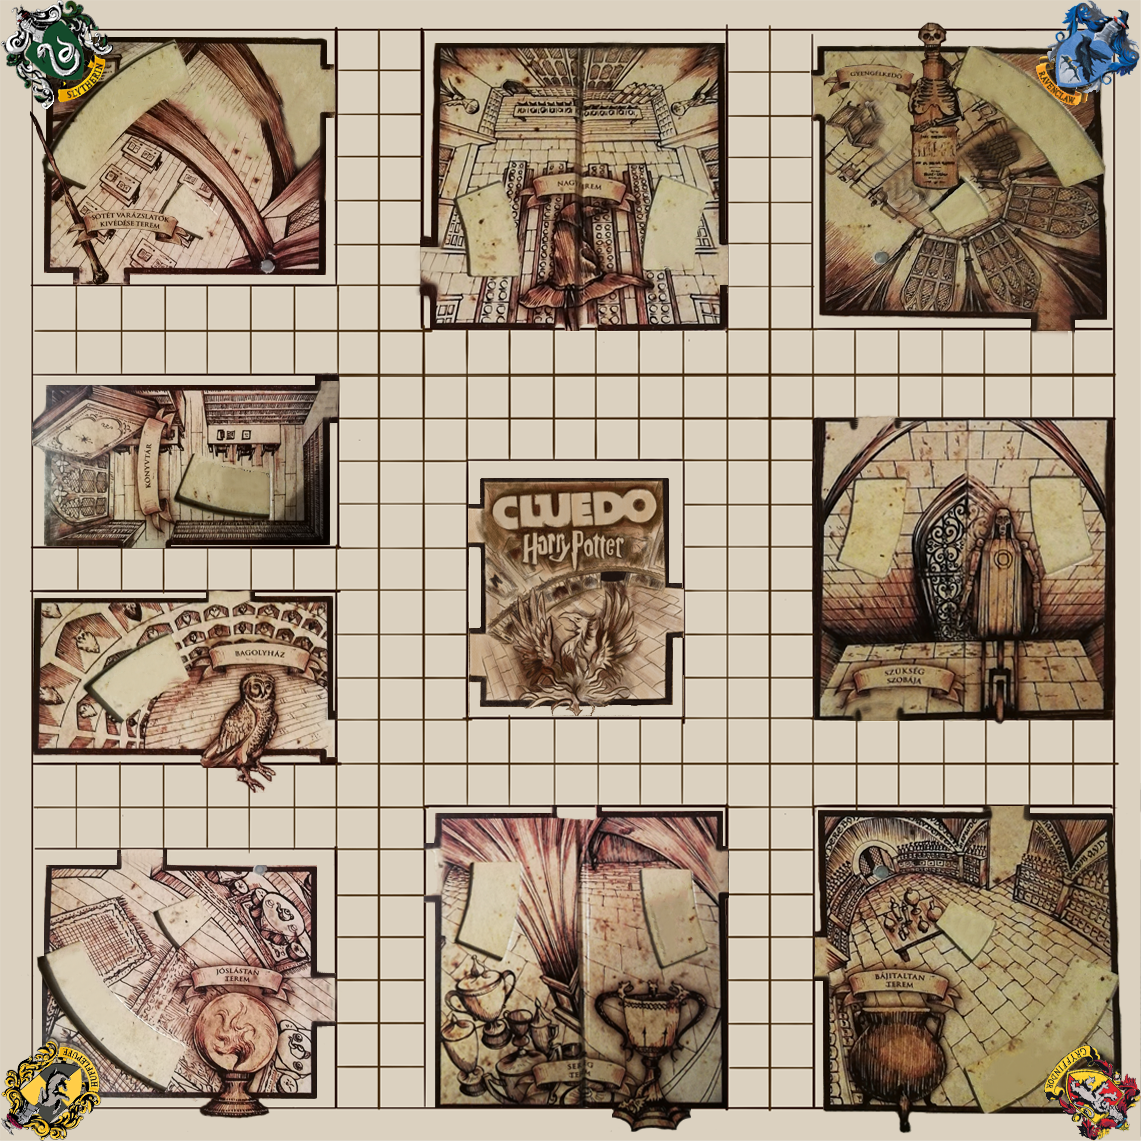 SLYTHERIN
RAVENCLAW
GYENGÉLKEDŐ
NAGYTEREM
SÖTÉT VARÁZSLATOK
KIVÉDÉSE TEREM
KÖNYVTÁR
CLUEDO
Harry Potter
BAGOLYHÁZ
SZÜKSÉG
SZOBÁJA
JÓSLÁSTAN
TEREM
BÁJITALTAN
TEREM
HUFFLEPUFF
GRYFFINDOR